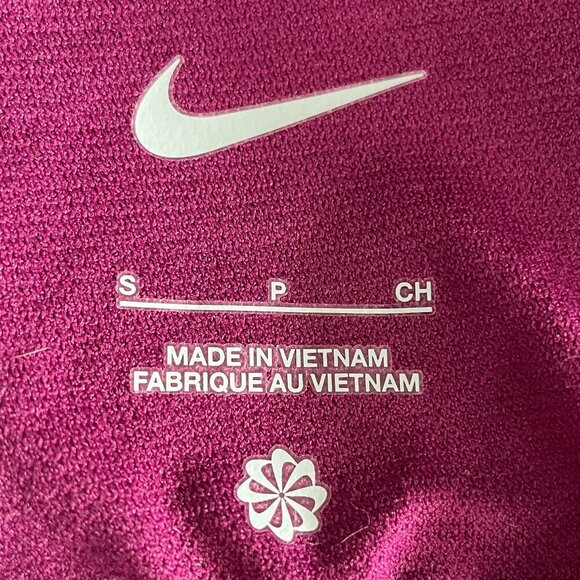 S P CH
MADE IN VIETNAM
FABRIQUE AU VIETNAM